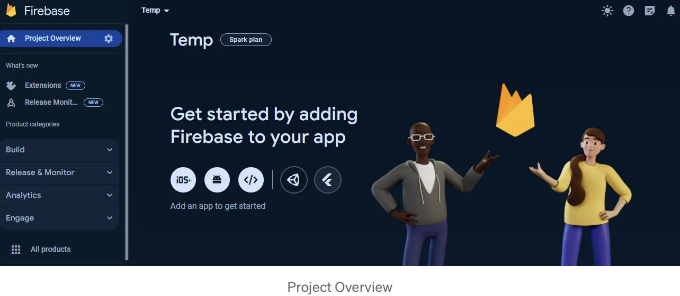 Firebase
Temp
Project Overview
What's new
Extensions NEW
Release Monit... NEW
Product categories
Build
Release & Monitor
Analytics
Engage
All products
Temp Spark plan
Get started by adding
Firebase to your app
iOS+
Add an app to get started
Project Overview